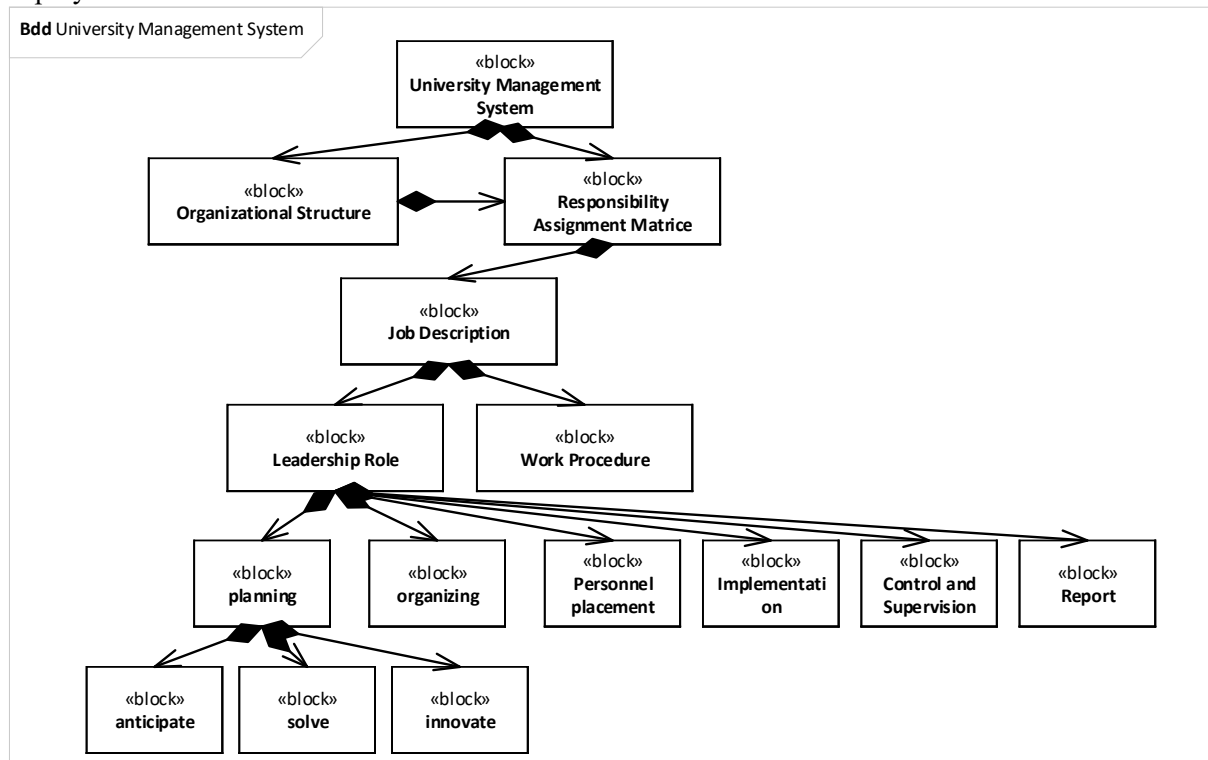 Bdd University Management System
«block»
University Management
System
«block»
Organizational Structure
«block»
Responsibility
Assignment Matrice
«block»
Job Description
«block»
Leadership Role
«block»
Work Procedure
«block»
planning
«block»
organizing
«block»
Personnel
placement
«block»
Implementati
on
«block»
Control and
Supervision
«block»
Report
«block»
anticipate
«block»
solve
«block»
innovate